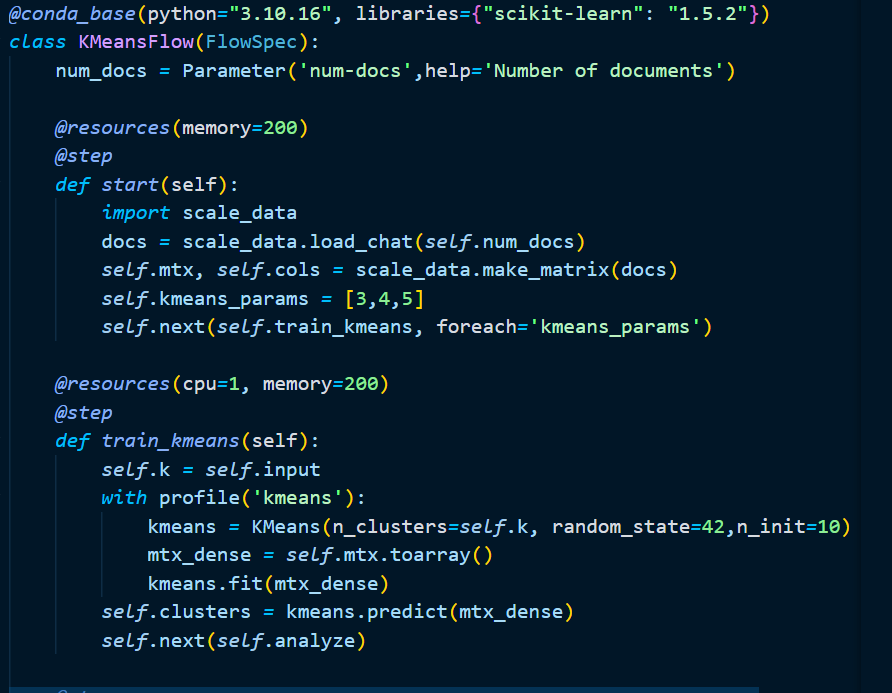 @conda_base(python="3.10.16", libraries={"scikit-learn": "1.5.2"})
class KMeansFlow(FlowSpec):
    num_docs = Parameter('num-docs',help='Number of documents')
    @resources(memory=200)
    @step
    def start(self):
        import scale_data
        docs = scale_data.load_chat(self.num_docs)
        self.mtx, self.cols = scale_data.make_matrix(docs)
        self.kmeans_params = [3,4,5]
        self.next(self.train_kmeans, foreach='kmeans_params')
    @resources(cpu=1, memory=200)
    @step
    def train_kmeans(self):
        self.k = self.input
        with profile('kmeans'):
            kmeans = KMeans(n_clusters=self.k, random_state=42,n_init=10)
            mtx_dense = self.mtx.toarray()
            kmeans.fit(mtx_dense)
        self.clusters = kmeans.predict(mtx_dense)
        self.next(self.analyze)